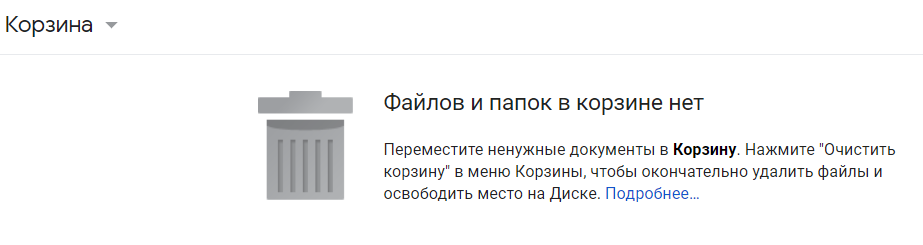 Корзина
Файлов и папок в корзине нет
Переместите ненужные документы в Корзину. Нажмите "Очистить
корзину" в меню Корзины, чтобы окончательно удалить файлы и
освободить место на Диске. Подробнее...